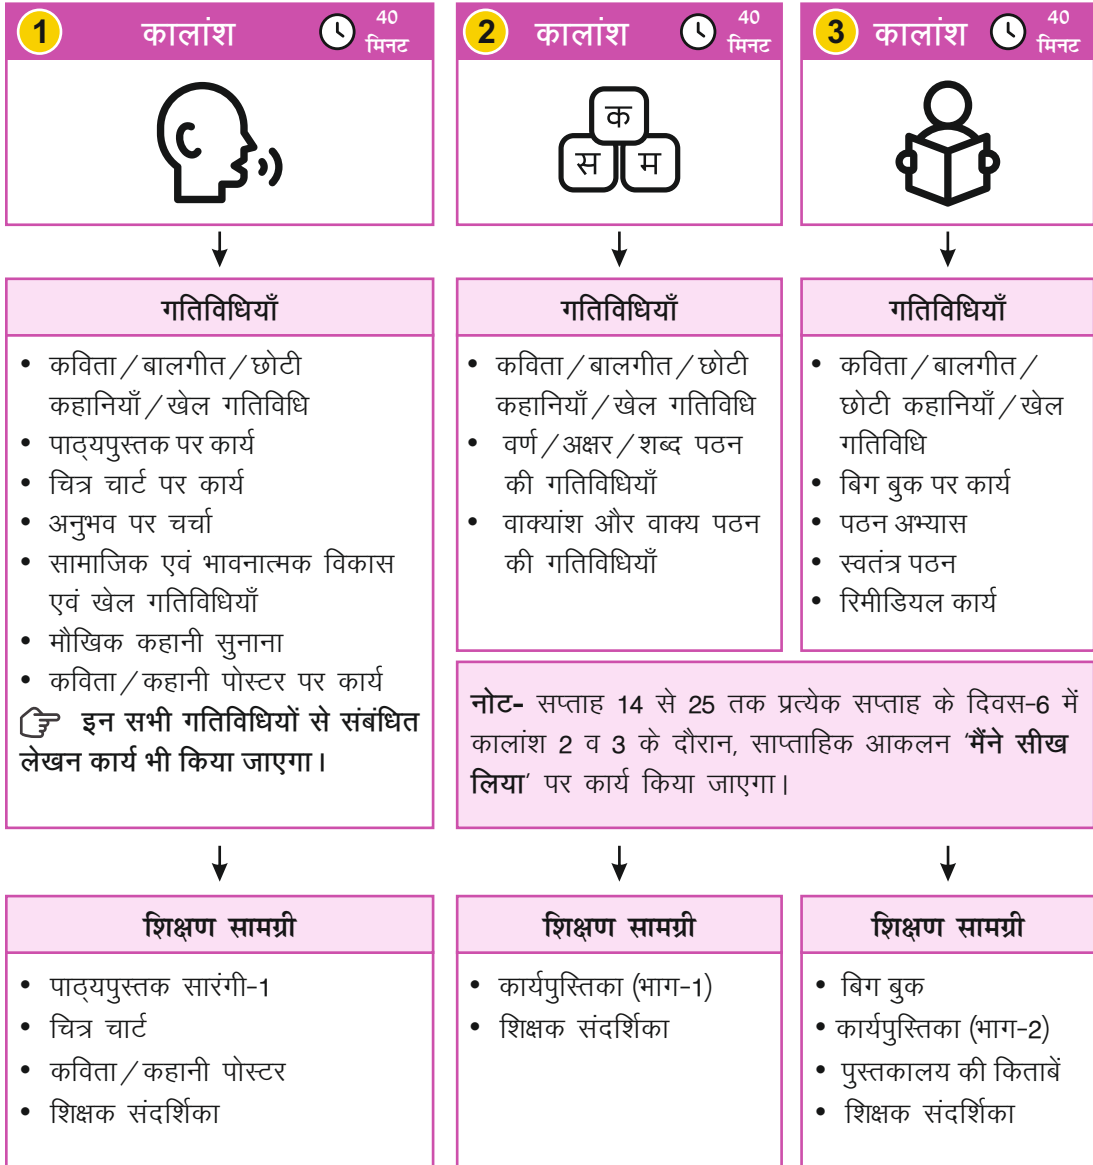 1 कालांश 40 मिनट
गतिविधियाँ
• कविता/बालगीत/छोटी
कहानियाँ/खेल गतिविधि
• पाठ्यपुस्तक पर कार्य
• चित्र चार्ट पर कार्य
• अनुभव पर चर्चा
• सामाजिक एवं भावनात्मक विकास
एवं खेल गतिविधियाँ
• मौखिक कहानी सुनाना
• कविता/कहानी पोस्टर पर कार्य
इन सभी गतिविधियों से संबंधित
लेखन कार्य भी किया जाएगा।
शिक्षण सामग्री
• पाठ्यपुस्तक सारंगी-1
• चित्र चार्ट
• कविता/कहानी पोस्टर
• शिक्षक संदर्शिका
2 कालांश 40 मिनट
क
स म
गतिविधियाँ
• कविता/बालगीत/छोटी
कहानियाँ/खेल गतिविधि
• वर्ण/अक्षर/शब्द पठन
की गतिविधियाँ
• वाक्यांश और वाक्य पठन
की गतिविधियाँ
3 कालांश 40 मिनट
गतिविधियाँ
• कविता/बालगीत/
छोटी कहानियाँ/खेल
गतिविधि
• बिग बुक पर कार्य
• पठन अभ्यास
• स्वतंत्र पठन
• रिमीडियल कार्य
नोट- सप्ताह 14 से 25 तक प्रत्येक सप्ताह के दिवस-6 में
कालांश 2 व 3 के दौरान, साप्ताहिक आकलन 'मैंने सीख
लिया' पर कार्य किया जाएगा।
शिक्षण सामग्री
• कार्यपुस्तिका (भाग-1)
• शिक्षक संदर्शिका
शिक्षण सामग्री
• बिग बुक
• कार्यपुस्तिका (भाग-2)
• पुस्तकालय की किताबें
• शिक्षक संदर्शिका